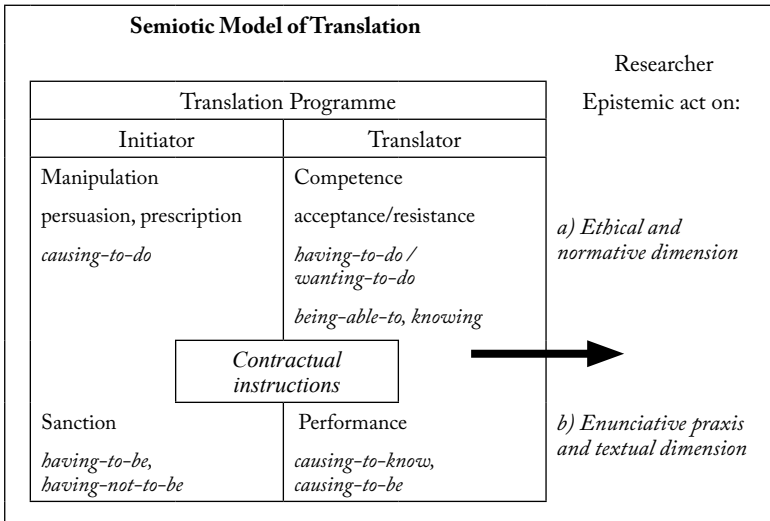 Semiotic Model of Translation
Researcher
Epistemic act on:
Translation Programme
Initiator
Translator
Manipulation
persuasion, prescription
causing-to-do
Competence
acceptance/resistance
having-to-do /
wanting-to-do
being-able-to, knowing
a) Ethical and
normative dimension
Contractual
instructions
Sanction
having-to-be,
having-not-to-be
Performance
causing-to-know,
causing-to-be
b) Enunciative praxis
and textual dimension